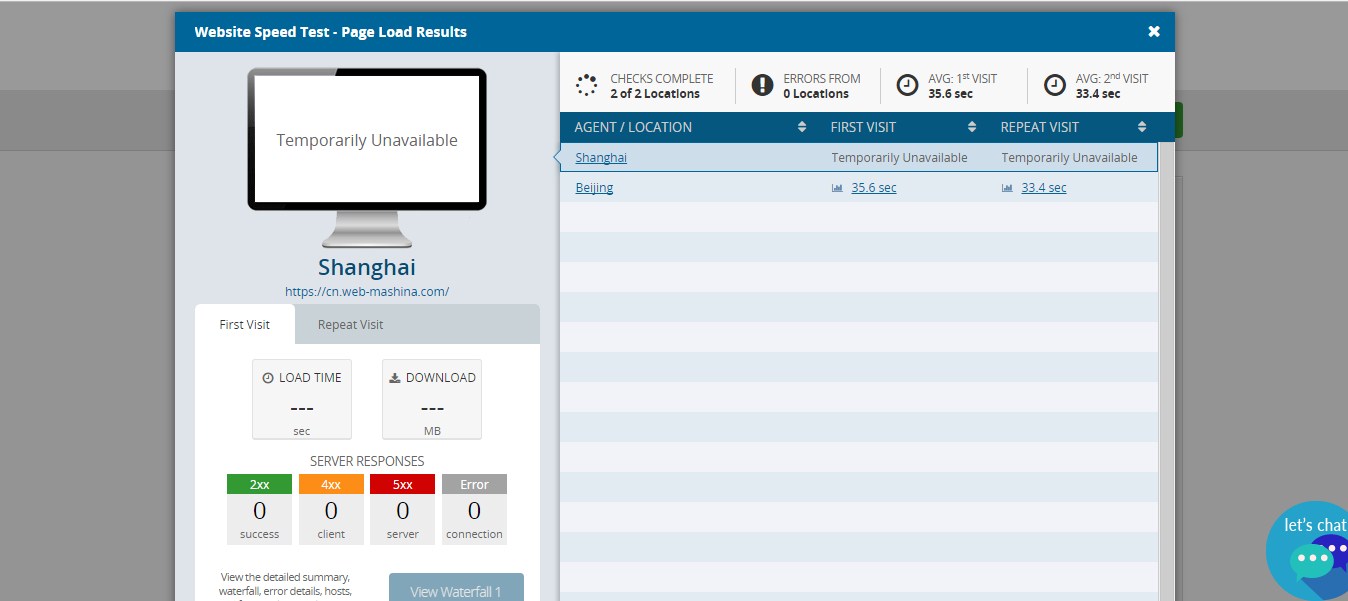 Website Speed Test - Page Load Results
Temporarily Unavailable
Shanghai
https://cn.web-mashina.com/
First Visit
Repeat Visit
LOAD TIME
---
sec
DOWNLOAD
---
MB
SERVER RESPONSES
2xx
0
success
4xx
0
client
5xx
0
server
Error
0
connection
View the detailed summary,
waterfall, error details, hosts,
View Waterfall 1
CHECKS COMPLETE
2 of 2 Locations
ERRORS FROM
0 Locations
AVG: 1st VISIT
35.6 sec
AVG: 2nd VISIT
33.4 sec
AGENT / LOCATION FIRST VISIT REPEAT VISIT
Shanghai Temporarily Unavailable Temporarily Unavailable
Beijing 35.6 sec 33.4 sec
let's chat